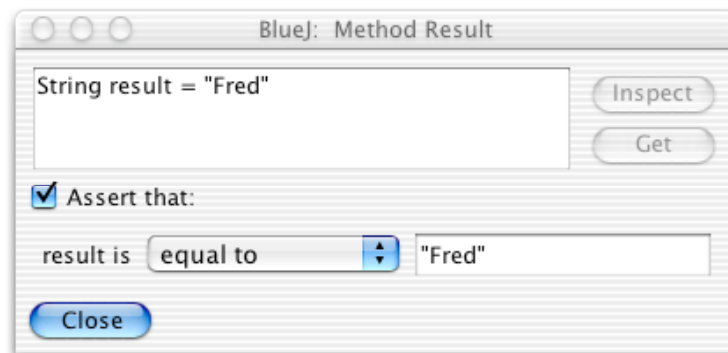 BlueJ: Method Result
String result = "Fred"
Inspect
Get
Assert that:
result is equal to "Fred"
Close